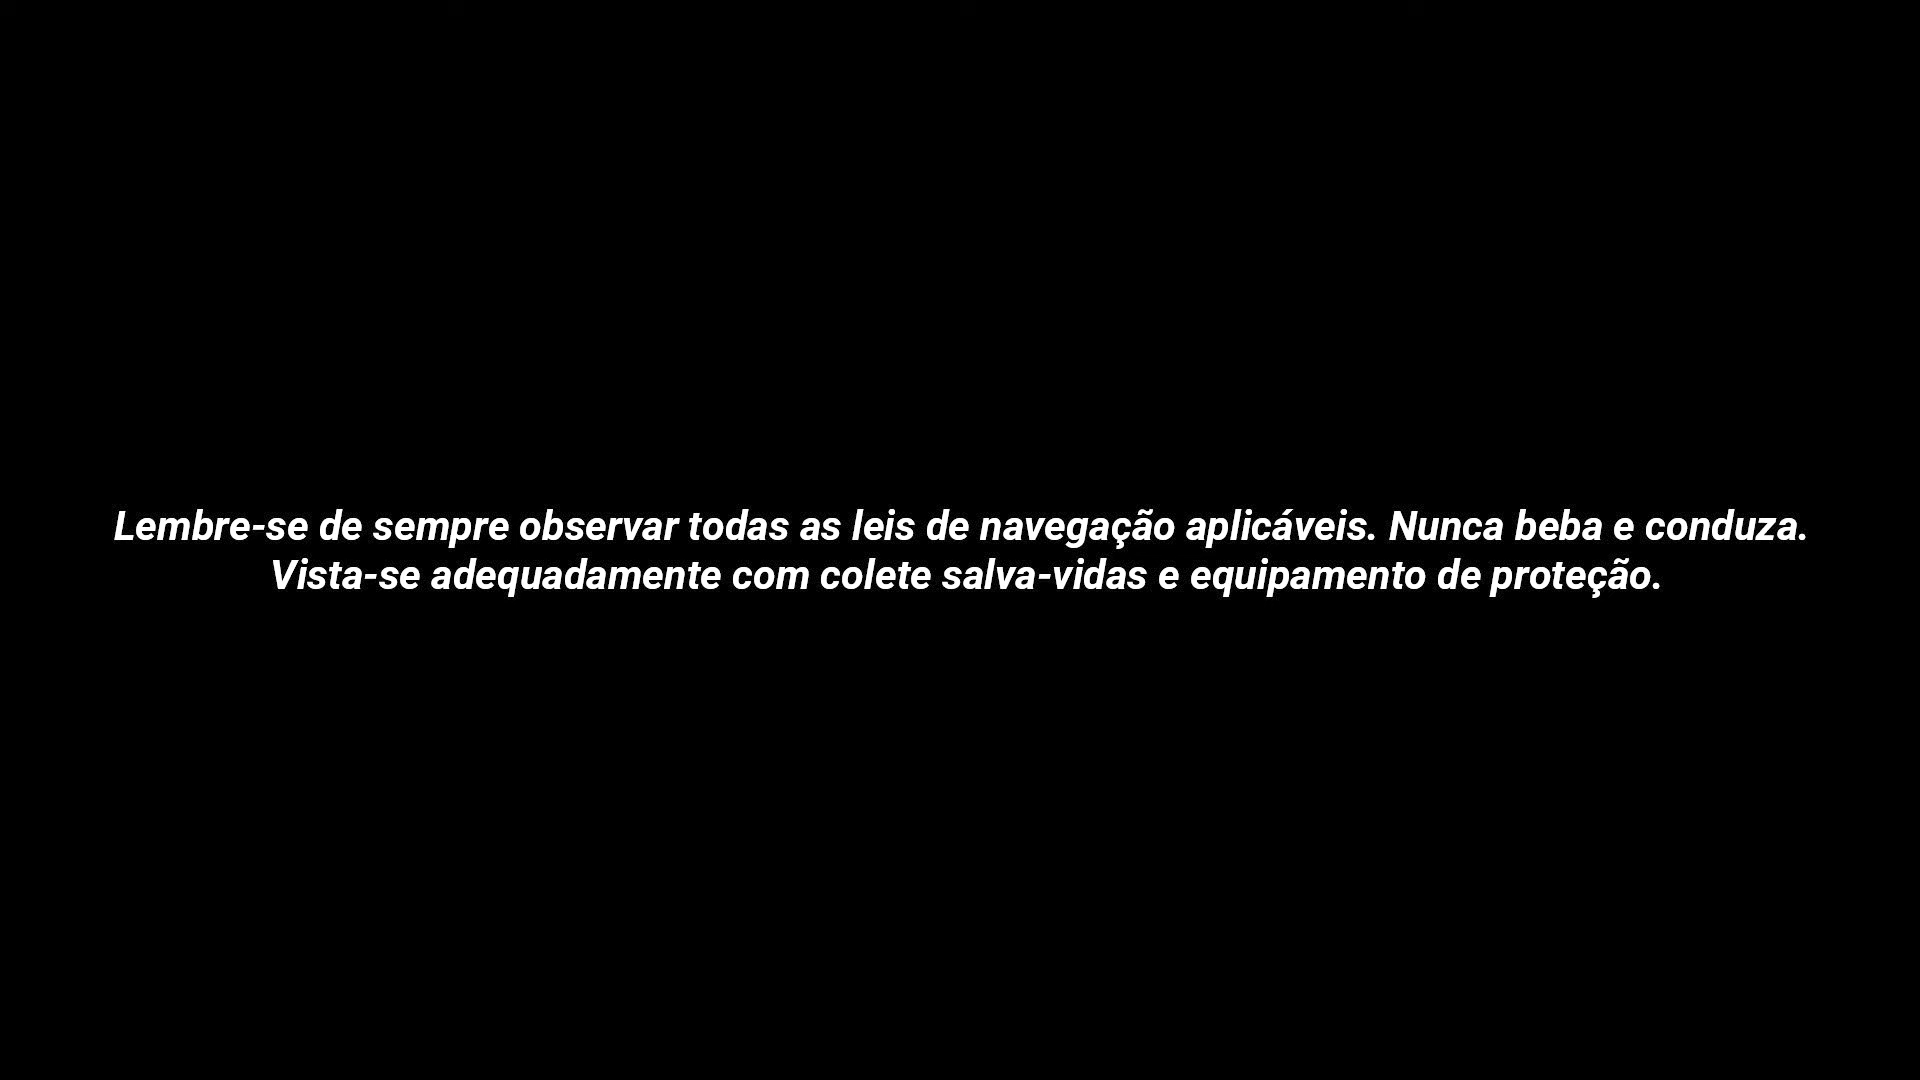 Lembre-se de sempre observar todas as leis de navegação aplicáveis. Nunca beba e conduza.
Vista-se adequadamente com colete salva-vidas e equipamento de proteção.